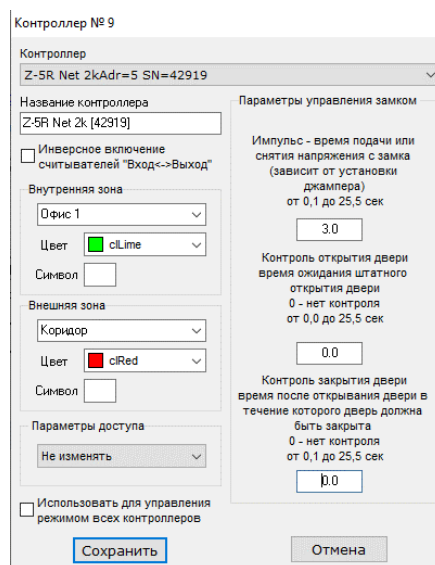 Контроллер № 9
Контроллер
Z-5R Net 2kAdr=5 SN=42919
Название контроллера
Z-5R Net 2k [42919]
Инверсное включение
считывателей "Вход<->Выход"
Внутренняя зона
Офис 1
Цвет clLime
Символ
Внешняя зона
Коридор
Цвет clRed
Символ
Параметры доступа
Не изменять
Использовать для управления
режимом всех контроллеров
Параметры управления замком
Импульс - время подачи или
снятия напряжения с замка
(зависит от установки
джампера)
от 0,1 до 25,5 сек
3.0
Контроль открытия двери
время ожидания штатного
открытия двери
0 - нет контроля
от 0,0 до 25,5 сек
0.0
Контроль закрытия двери
время после открывания двери в
течение которого дверь должна
быть закрыта
0 - нет контроля
от 0,1 до 25,5 сек
0.0
Сохранить
Отмена